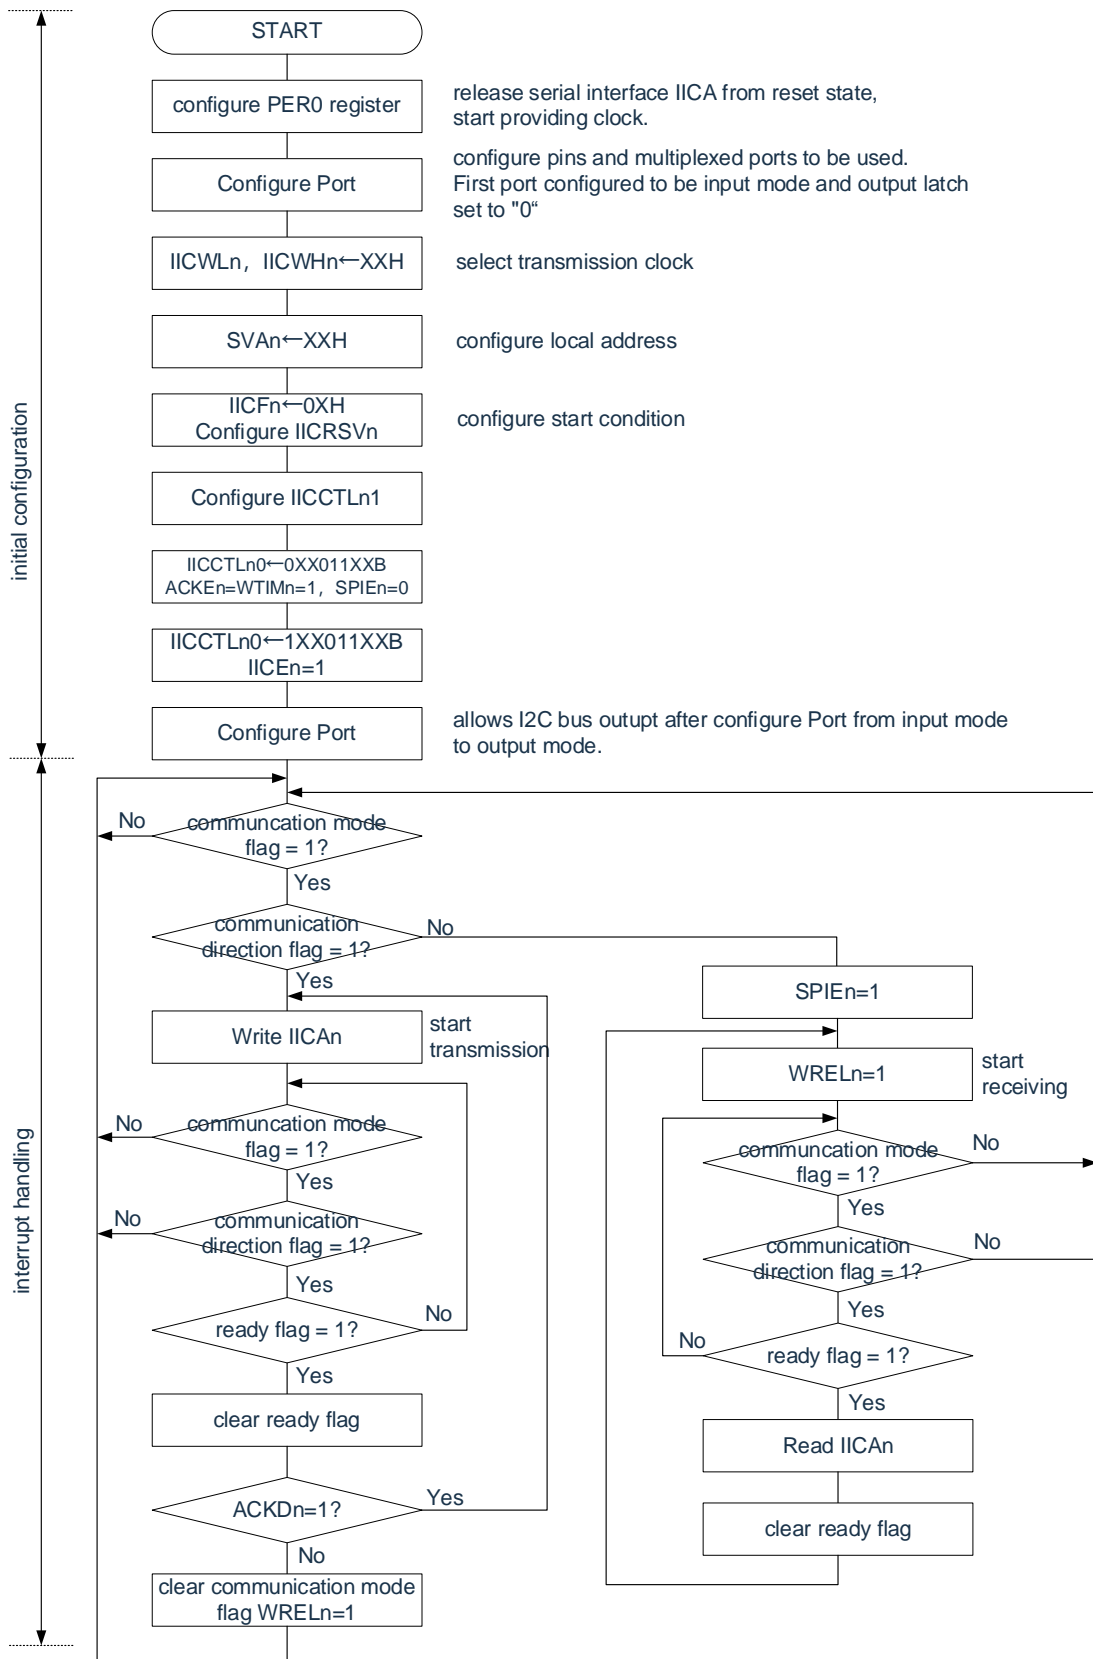 START
configure PER0 register
release serial interface IICA from reset state,
start providing clock.
Configure Port
configure pins and multiplexed ports to be used.
First port configured to be input mode and output latch
set to "0“
IICWLn，IICWHn←XXH
select transmission clock
SVAn←XXH
configure local address
IICFn←0XH
Configure IICRSVn
configure start condition
Configure IICCTLn1
IICCTLn0←0XX011XXB
ACKEn=WTIMn=1，SPIEn=0
IICCTLn0←1XX011XXB
IICEn=1
Configure Port
allows I2C bus outupt after configure Port from input mode
to output mode.
initial configuration
interrupt handling
communcation mode
flag = 1?
No
Yes
communication
direction flag = 1?
No
Yes
Write IICAn
start
transmission
communcation mode
flag = 1?
No
Yes
communication
direction flag = 1?
No
Yes
ready flag = 1?
No
Yes
clear ready flag
ACKDn=1?
Yes
No
clear communication mode
flag WRELn=1
SPIEn=1
WRELn=1
start
receiving
communcation mode
flag = 1?
No
Yes
communication
direction flag = 1?
No
Yes
ready flag = 1?
No
Yes
Read IICAn
clear ready flag